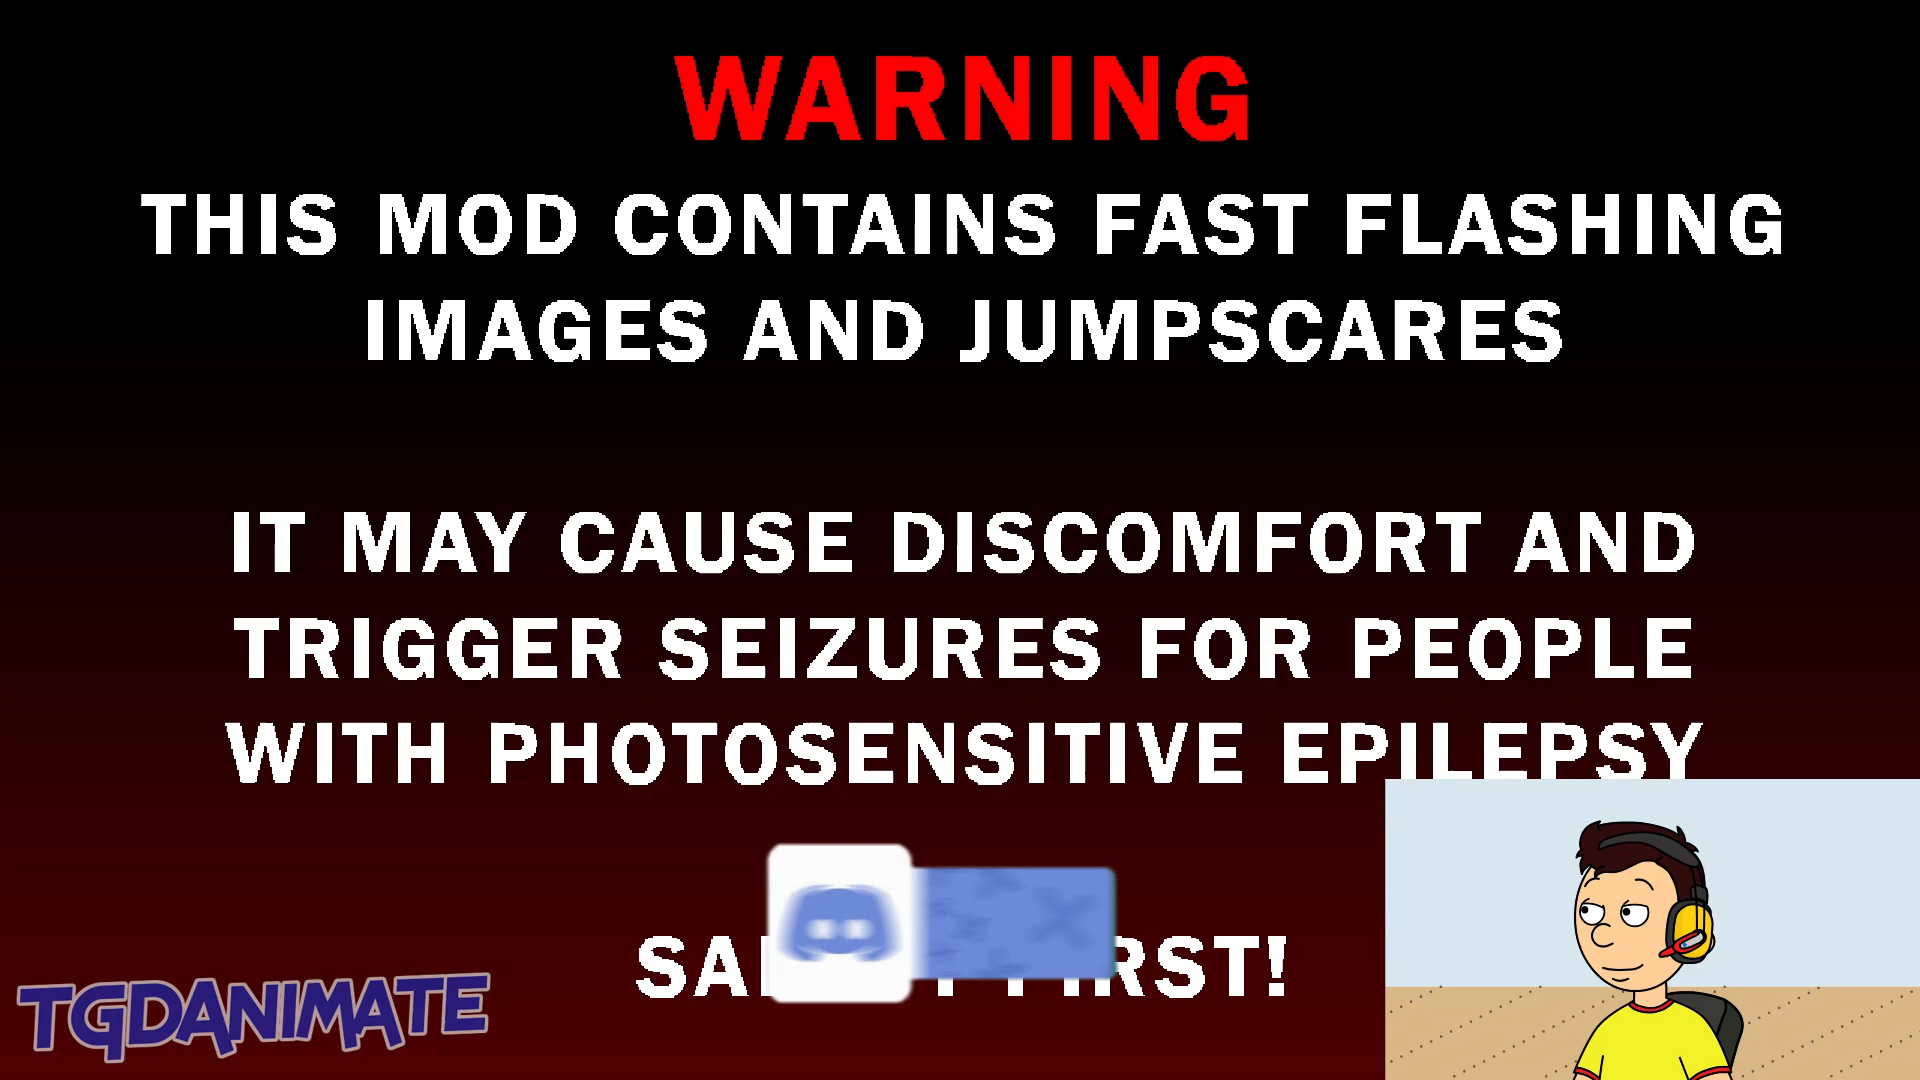 WARNING
THIS MOD CONTAINS FAST FLASHING
IMAGES AND JUMPSCARES
IT MAY CAUSE DISCOMFORT AND
TRIGGER SEIZURES FOR PEOPLE
WITH PHOTOSENSITIVE EPILEPSY
TGDANIMATE